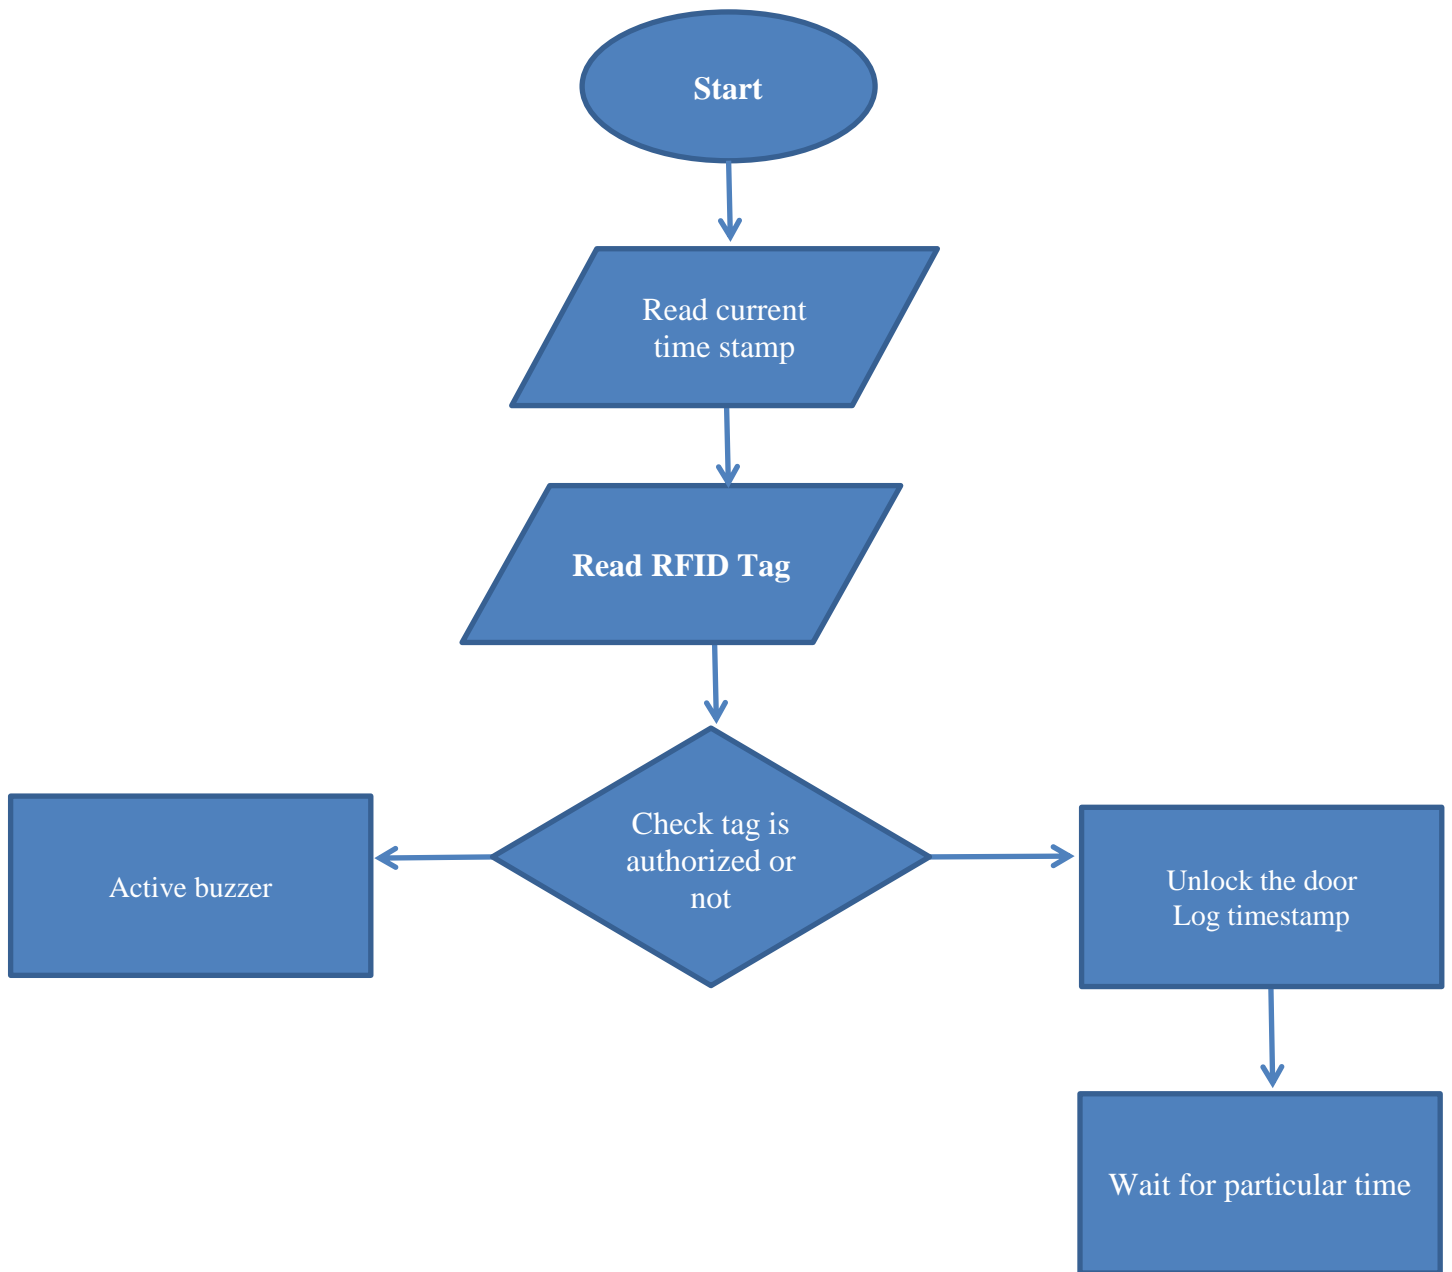 Start
Read current
time stamp
Read RFID Tag
Check tag is
authorized or
not
Active buzzer
Unlock the door
Log timestamp
Wait for particular time